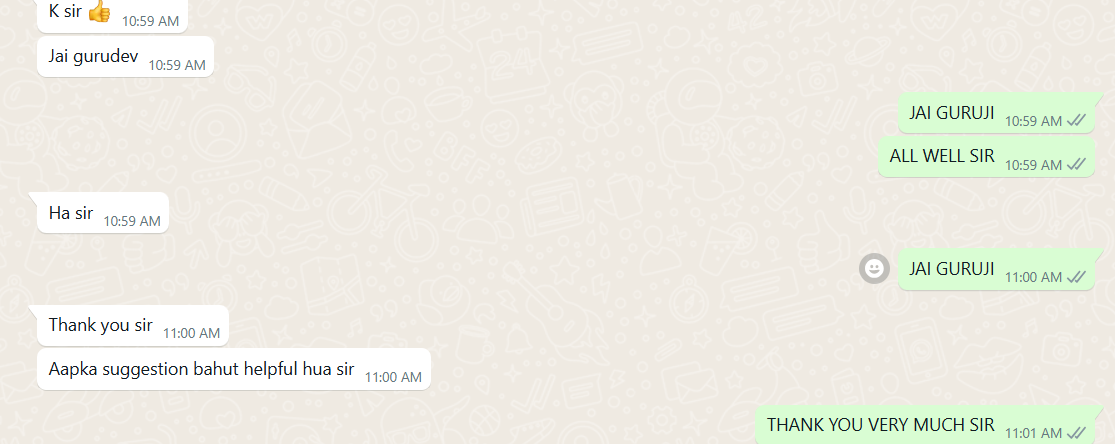 K sir 👍 10:59 AM
Jai gurudev 10:59 AM
JAI GURUJI 10:59 AM
ALL WELL SIR 10:59 AM
Ha sir 10:59 AM
JAI GURUJI 11:00 AM
Thank you sir 11:00 AM
Aapka suggestion bahut helpful hua sir 11:00 AM
THANK YOU VERY MUCH SIR 11:01 AM